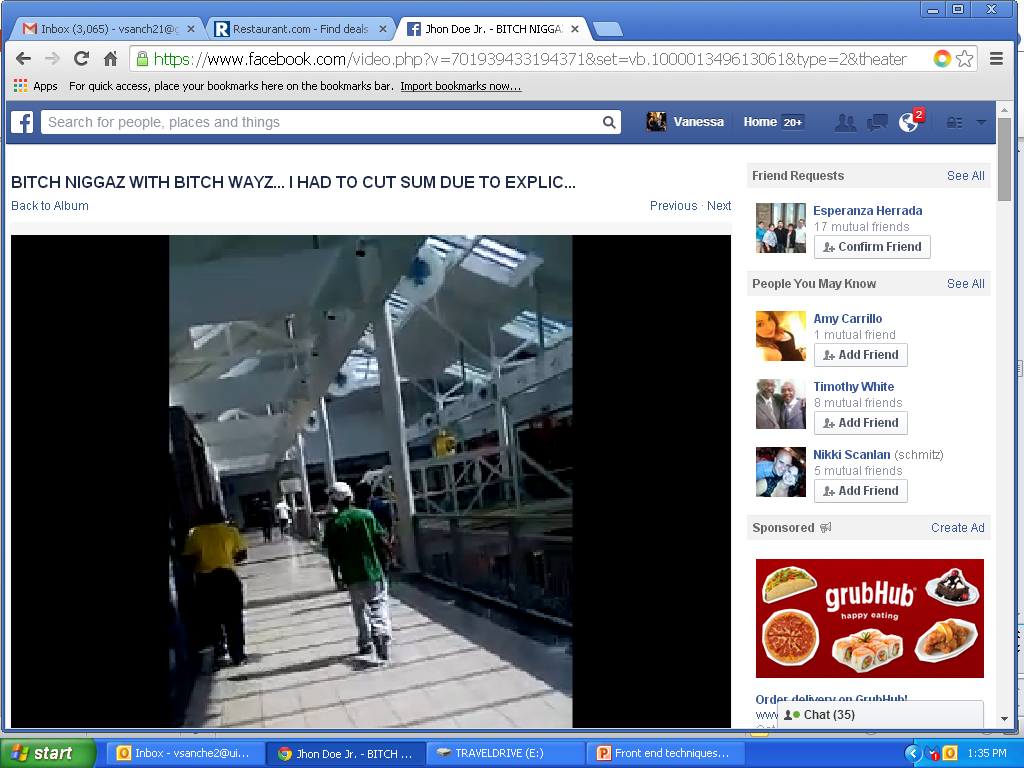 Inbox (3,065) - vsanch21@g
Restaurant.com - Find deals
Jhon Doe Jr. - BITCH NIGGA
https://www.facebook.com/video.php?v=701939433194371&set=vb.100001349613061&type=2&theater
Apps For quick access, place your bookmarks here on the bookmarks bar. Import bookmarks now...
Search for people, places and things
Vanessa
Home 20+
2
BITCH NIGGAZ WITH BITCH WAYZ... I HAD TO CUT SUM DUE TO EXPLIC...
Back to Album
Previous · Next
Friend Requests See All
Esperanza Herrada
17 mutual friends
Confirm Friend
People You May Know See All
Amy Carrillo
1 mutual friend
Add Friend
Timothy White
8 mutual friends
Add Friend
Nikki Scanlan (schmitz)
5 mutual friends
Add Friend
Sponsored Create Ad
grubHub
happy eating
Order delivery on GrubHub!
www
Chat (35)
start
Inbox - vsanche2@ui...
Jhon Doe Jr. - BITCH ...
TRAVELDRIVE (E:)
Front end techniques...
1:35 PM